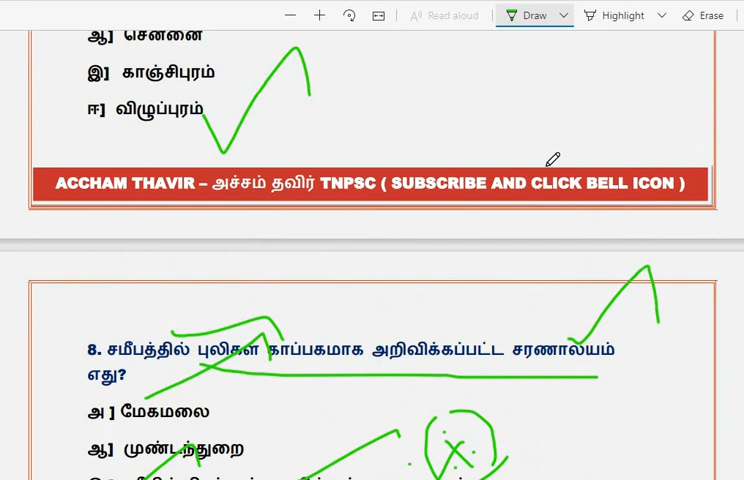 Read aloud
Draw
Highlight
Erase
ஆ] சென்னை
இ] காஞ்சிபுரம்
ஈ] விழுப்புரம்
ACCHAM THAVIR – அச்சம் தவிர் TNPSC ( SUBSCRIBE AND CLICK BELL ICON )
8. சமீபத்தில் புலிகள் காப்பகமாக அறிவிக்கப்பட்ட சரணாலயம்
எது?
அ ] மேகமலை
ஆ] முண்டந்துறை